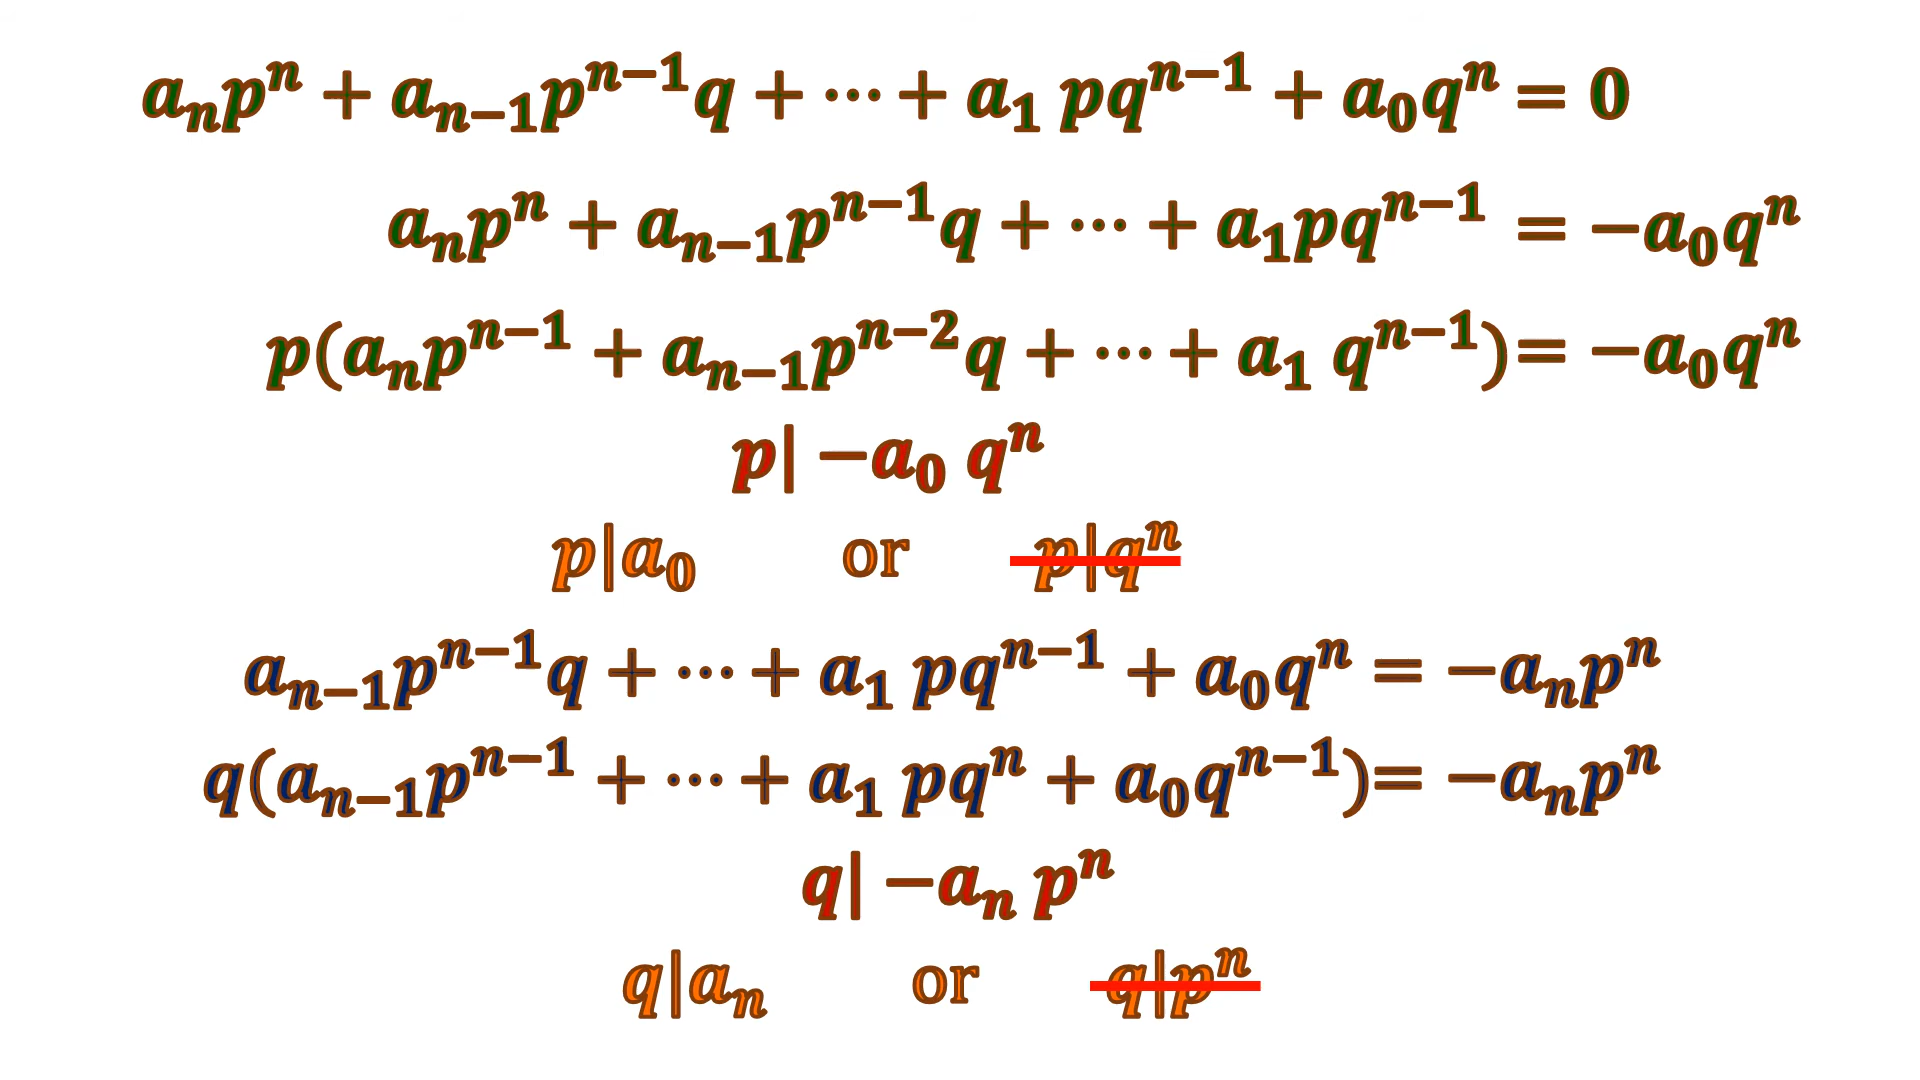 aₙpⁿ + aₙ₋₁pⁿ⁻¹q + ⋯ + a₁ pqⁿ⁻¹ + a₀qⁿ = 0
aₙpⁿ + aₙ₋₁pⁿ⁻¹q + ⋯ + a₁pqⁿ⁻¹ = −a₀qⁿ
p(aₙpⁿ⁻¹ + aₙ₋₁pⁿ⁻²q + ⋯ + a₁ qⁿ⁻¹) = −a₀qⁿ
p| −a₀ qⁿ
p|a₀ or p|qⁿ
aₙ₋₁pⁿ⁻¹q + ⋯ + a₁ pqⁿ⁻¹ + a₀qⁿ = −aₙpⁿ
q(aₙ₋₁pⁿ⁻¹ + ⋯ + a₁ pqⁿ + a₀qⁿ⁻¹) = −aₙpⁿ
q| −aₙ pⁿ
q|aₙ or q|pⁿ